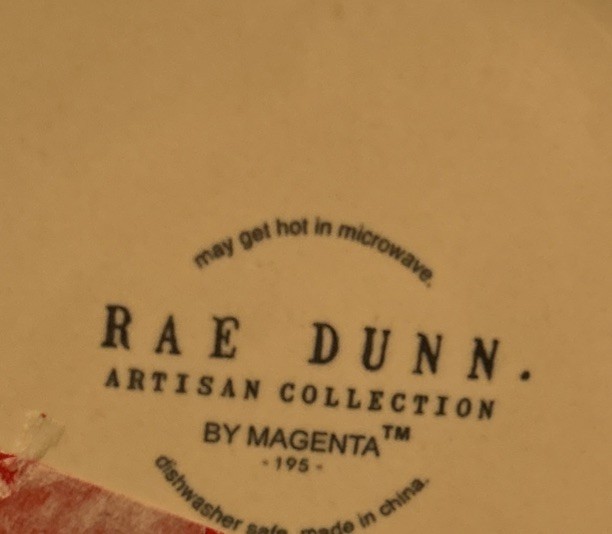 may get hot in microwave.
RAE DUNN.
ARTISAN COLLECTION
BY MAGENTA™
- 195 -
dishwasher safe. made in china.